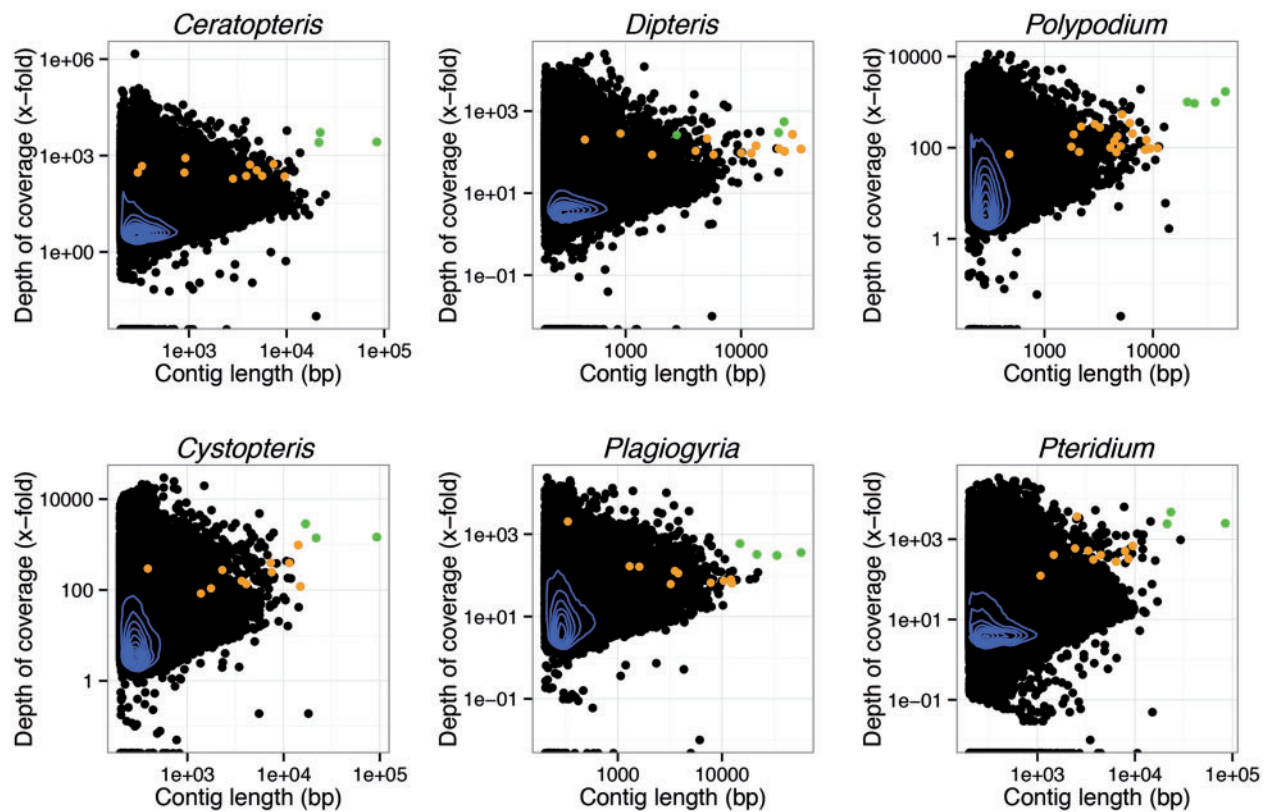 Ceratopteris
Dipteris
Polypodium
Depth of coverage (x−fold)
1e+06
1e+03
1e+00
1e+03
1e+04
1e+05
Contig length (bp)
Depth of coverage (x−fold)
1e+03
1e+01
1e−01
1000
10000
Contig length (bp)
Depth of coverage (x−fold)
10000
100
1
1000
10000
Contig length (bp)
Cystopteris
Plagiogyria
Pteridium
Depth of coverage (x−fold)
10000
100
1
1e+03
1e+04
1e+05
Contig length (bp)
Depth of coverage (x−fold)
1e+03
1e+01
1e−01
1000
10000
Contig length (bp)
Depth of coverage (x−fold)
1e+03
1e+01
1e−01
1e+03
1e+04
1e+05
Contig length (bp)